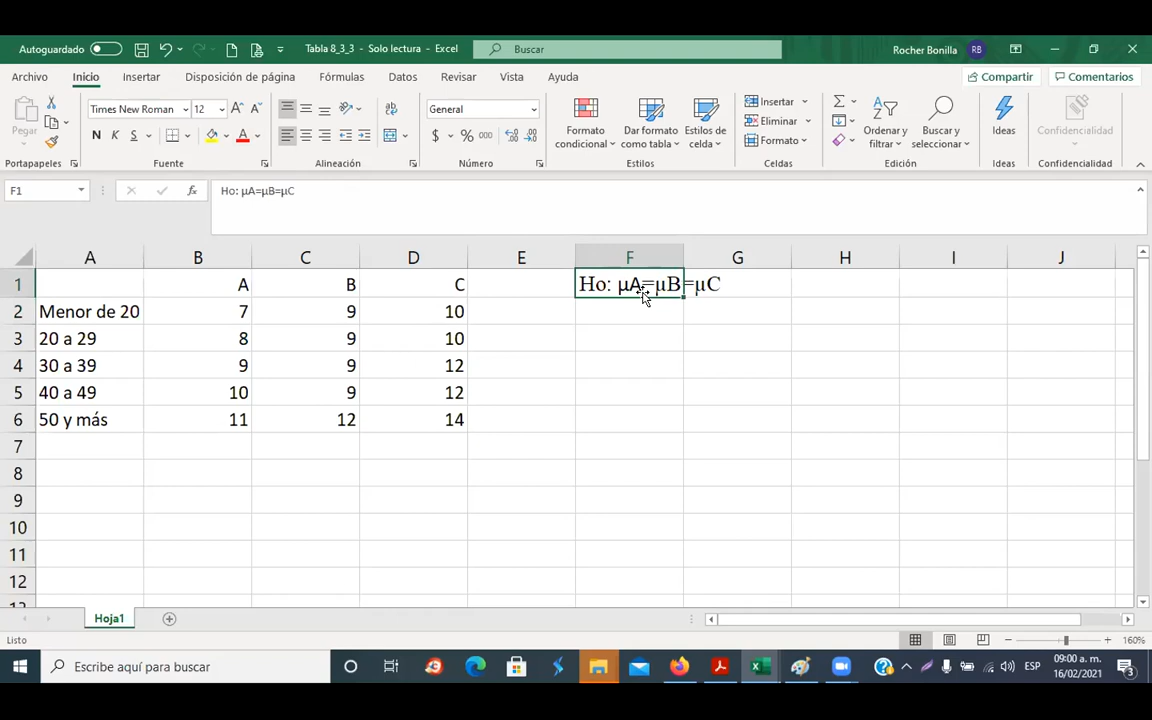 Autoguardado
Tabla 8_3_3 - Solo lectura - Excel
Buscar
Rocher Bonilla
RB
Archivo Inicio Insertar Disposición de página Fórmulas Datos Revisar Vista Ayuda
Compartir
Comentarios
Pegar
Times New Roman 12
N K S
General
$ % 000
Formato condicional
Dar formato como tabla
Estilos de celda
Insertar
Eliminar
Formato
Ordenar y filtrar
Buscar y seleccionar
Ideas
Confidencialidad
Portapapeles Fuente Alineación Número Estilos Celdas Edición Ideas Confidencialidad
F1 fx Ho: μA=μB=μC
A B C D E F G H I J
1 A B C Ho: μA=μB=μC
2 Menor de 20 7 9 10
3 20 a 29 8 9 10
4 30 a 39 9 9 12
5 40 a 49 10 9 12
6 50 y más 11 12 14
7
8
9
10
11
12
13
Hoja1
Listo
160%
Escribe aquí para buscar
ESP
09:00 a. m.
16/02/2021
3